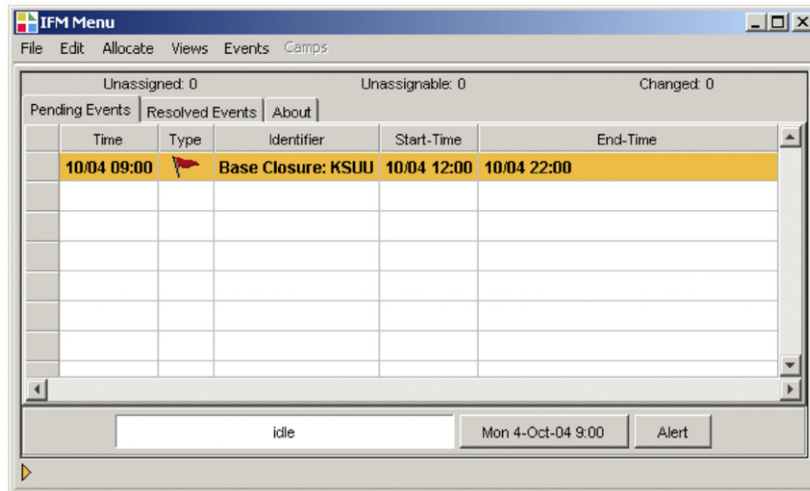 IFM Menu
File Edit Allocate Views Events Camps
Unassigned: 0 Unassignable: 0 Changed: 0
Pending Events Resolved Events About
Time Type Identifier Start-Time End-Time
10/04 09:00 Base Closure: KSUU 10/04 12:00 10/04 22:00
idle Mon 4-Oct-04 9:00 Alert